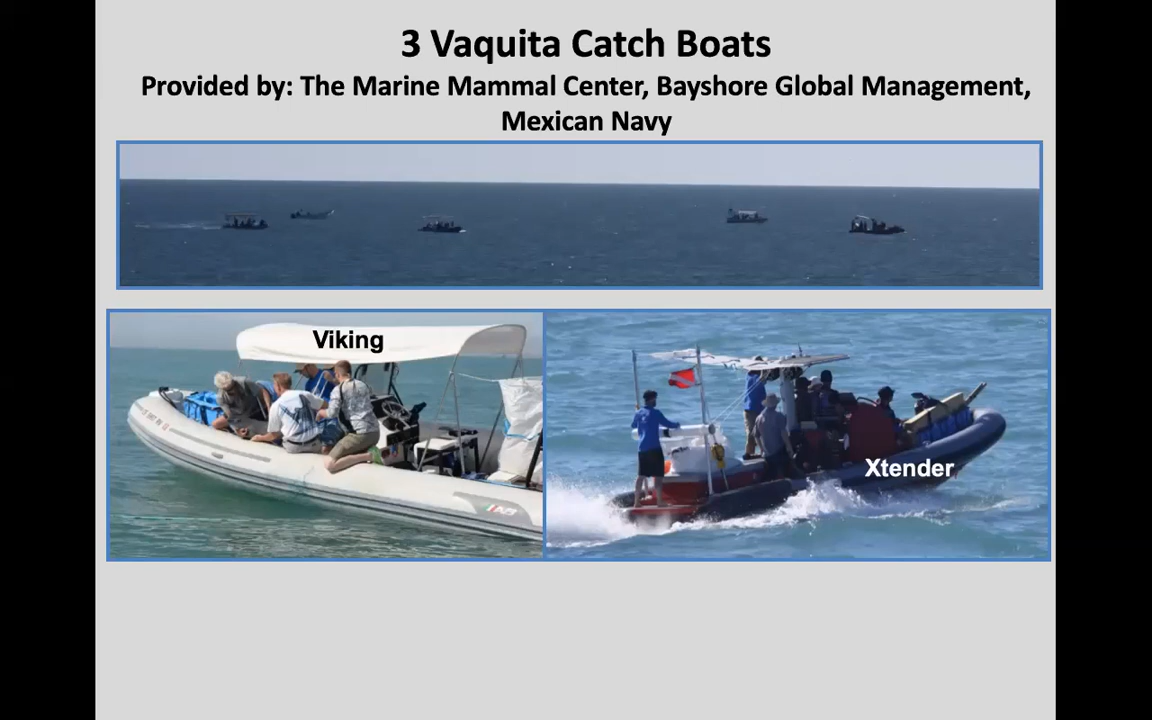 3 Vaquita Catch Boats
Provided by: The Marine Mammal Center, Bayshore Global Management,
Mexican Navy
Viking
Xtender